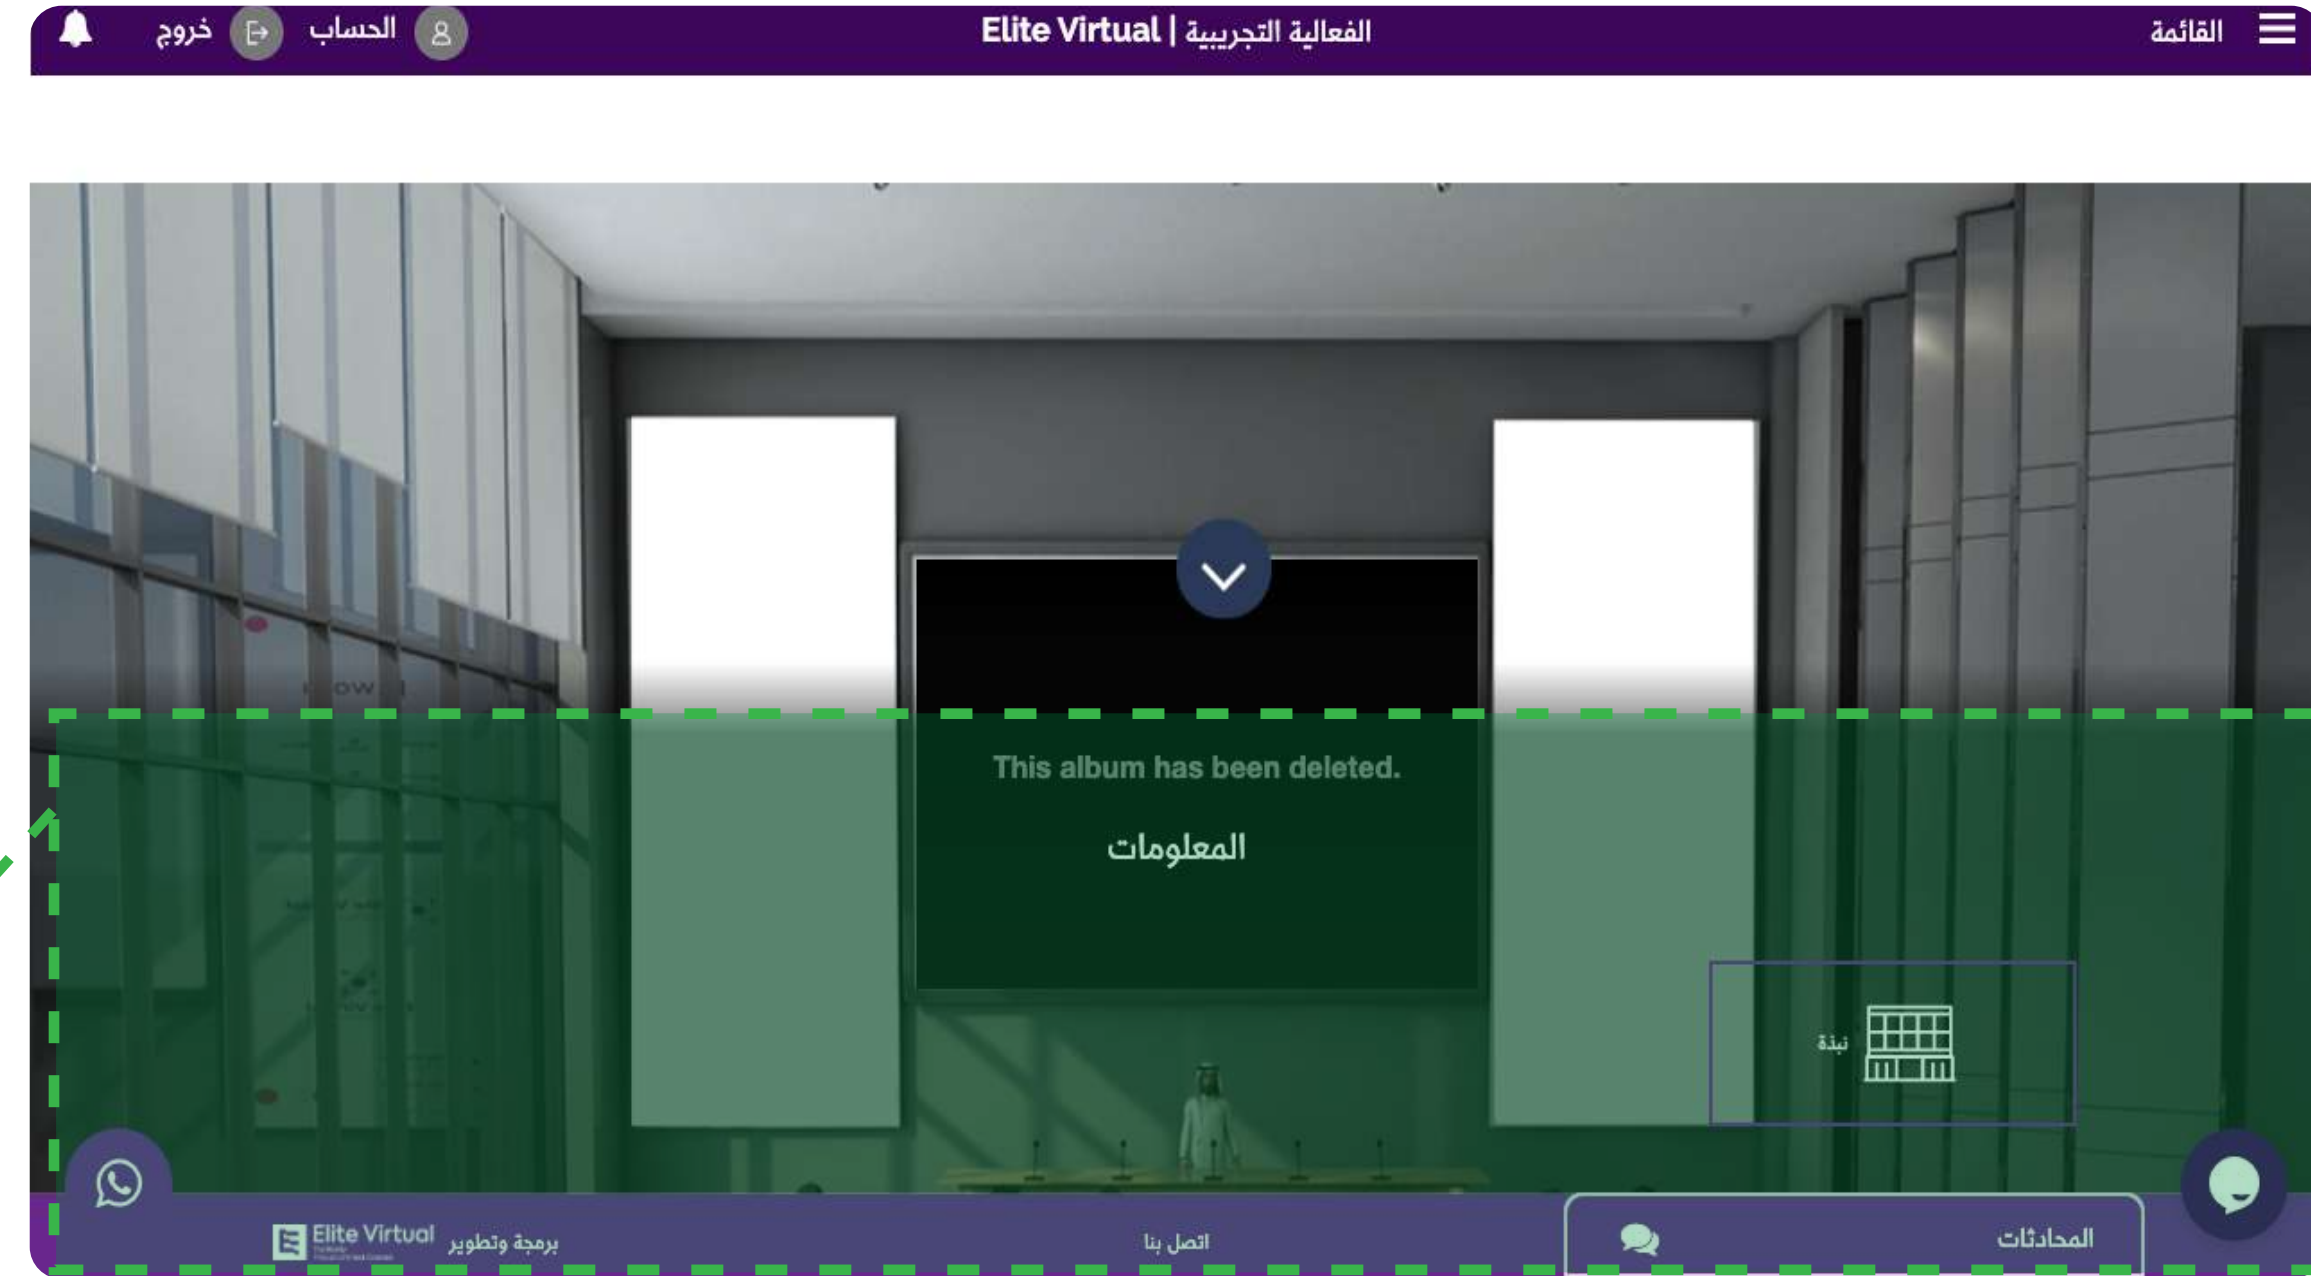 القائمة
الفعالية التجريبية | Elite Virtual
الحساب
خروج
This album has been deleted.
المعلومات
نبذة
المحادثات
اتصل بنا
برمجة وتطوير Elite Virtual